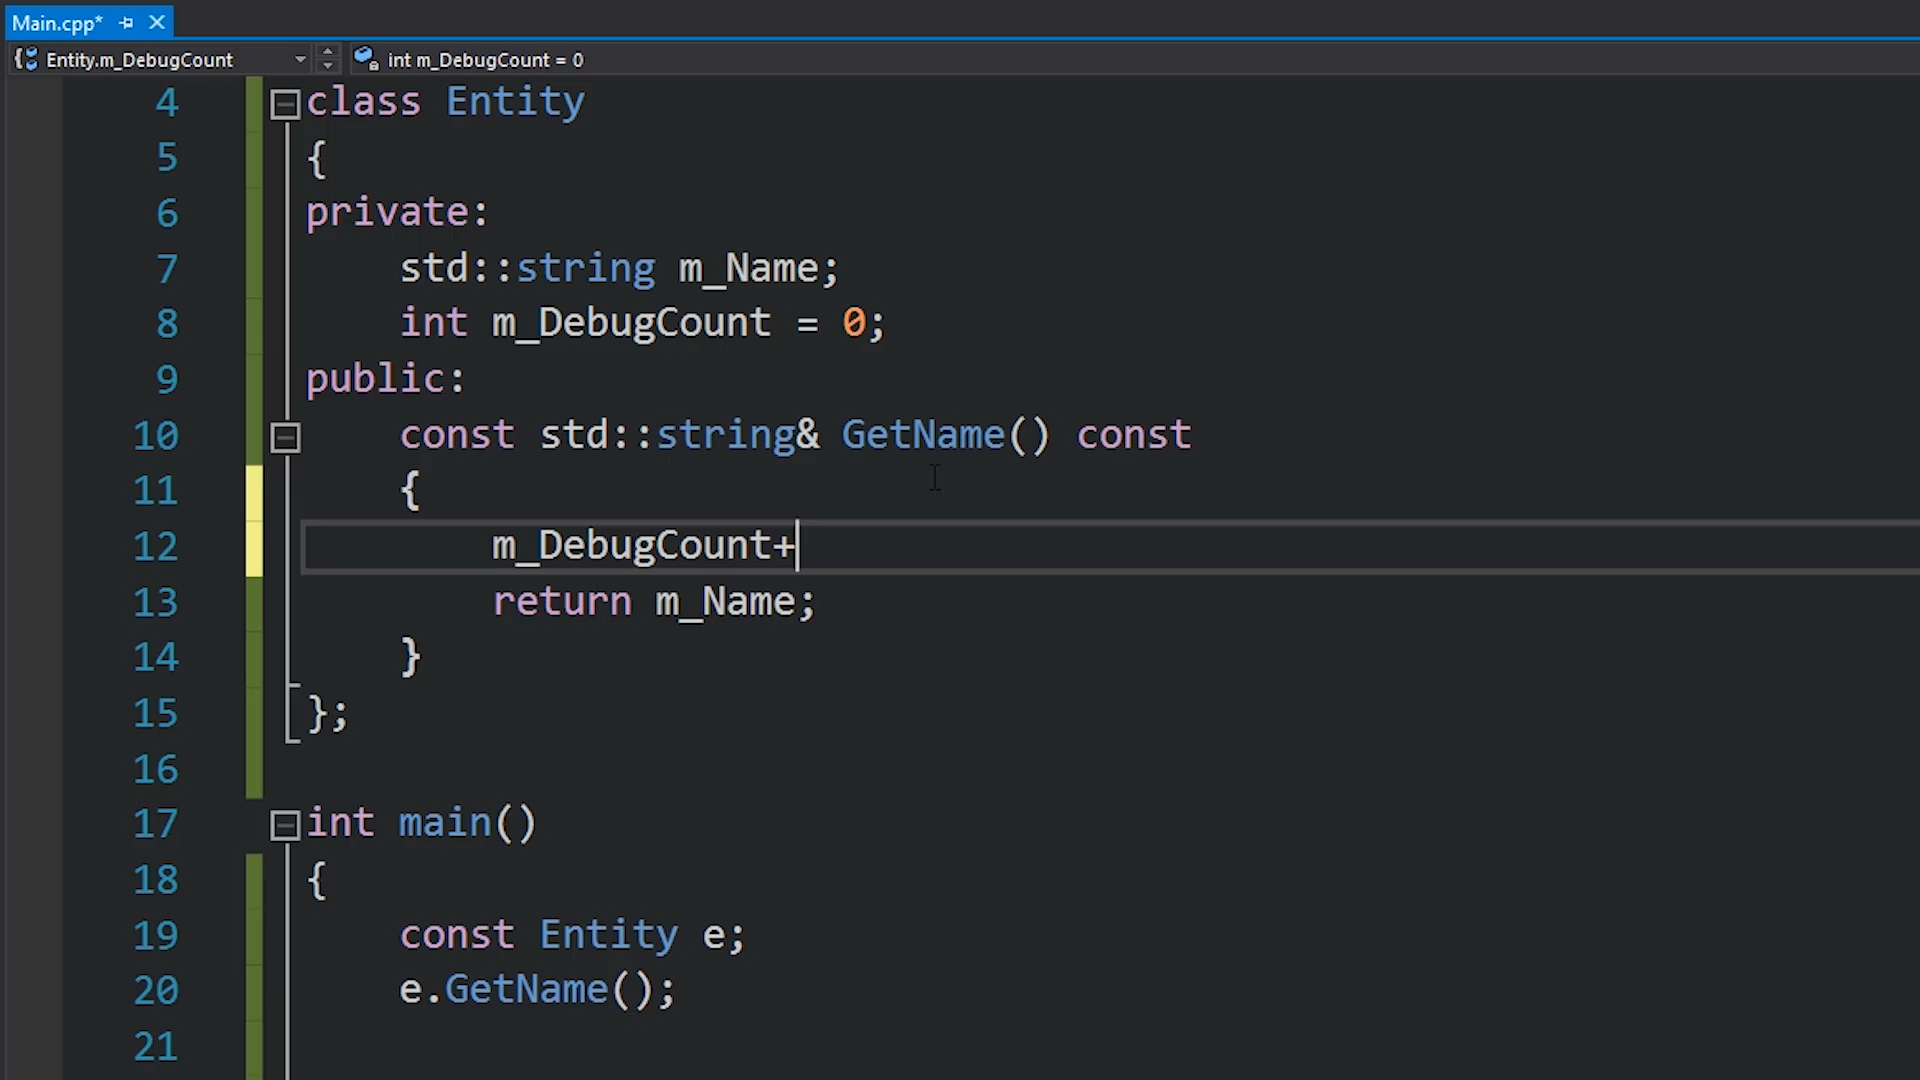 Main.cpp*
Entity.m_DebugCount int m_DebugCount = 0
4 class Entity
5 {
6 private:
7 std::string m_Name;
8 int m_DebugCount = 0;
9 public:
10 const std::string& GetName() const
11 {
12 m_DebugCount+
13 return m_Name;
14 }
15 };
16
17 int main()
18 {
19 const Entity e;
20 e.GetName();
21